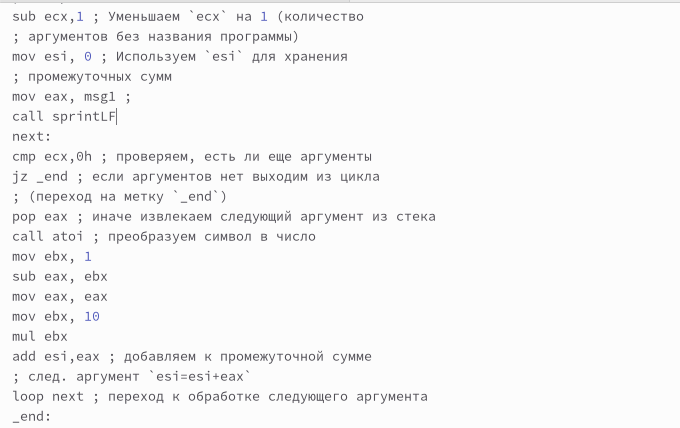 sub ecx,1 ; Уменьшаем `ecx` на 1 (количество
; аргументов без названия программы)
mov esi, 0 ; Используем `esi` для хранения
; промежуточных сумм
mov eax, msg1 ;
call sprintLF
next:
cmp ecx,0h ; проверяем, есть ли еще аргументы
jz _end ; если аргументов нет выходим из цикла
; (переход на метку `_end`)
pop eax ; иначе извлекаем следующий аргумент из стека
call atoi ; преобразуем символ в число
mov ebx, 1
sub eax, ebx
mov eax, eax
mov ebx, 10
mul ebx
add esi,eax ; добавляем к промежуточной сумме
; след. аргумент `esi=esi+eax`
loop next ; переход к обработке следующего аргумента
_end: